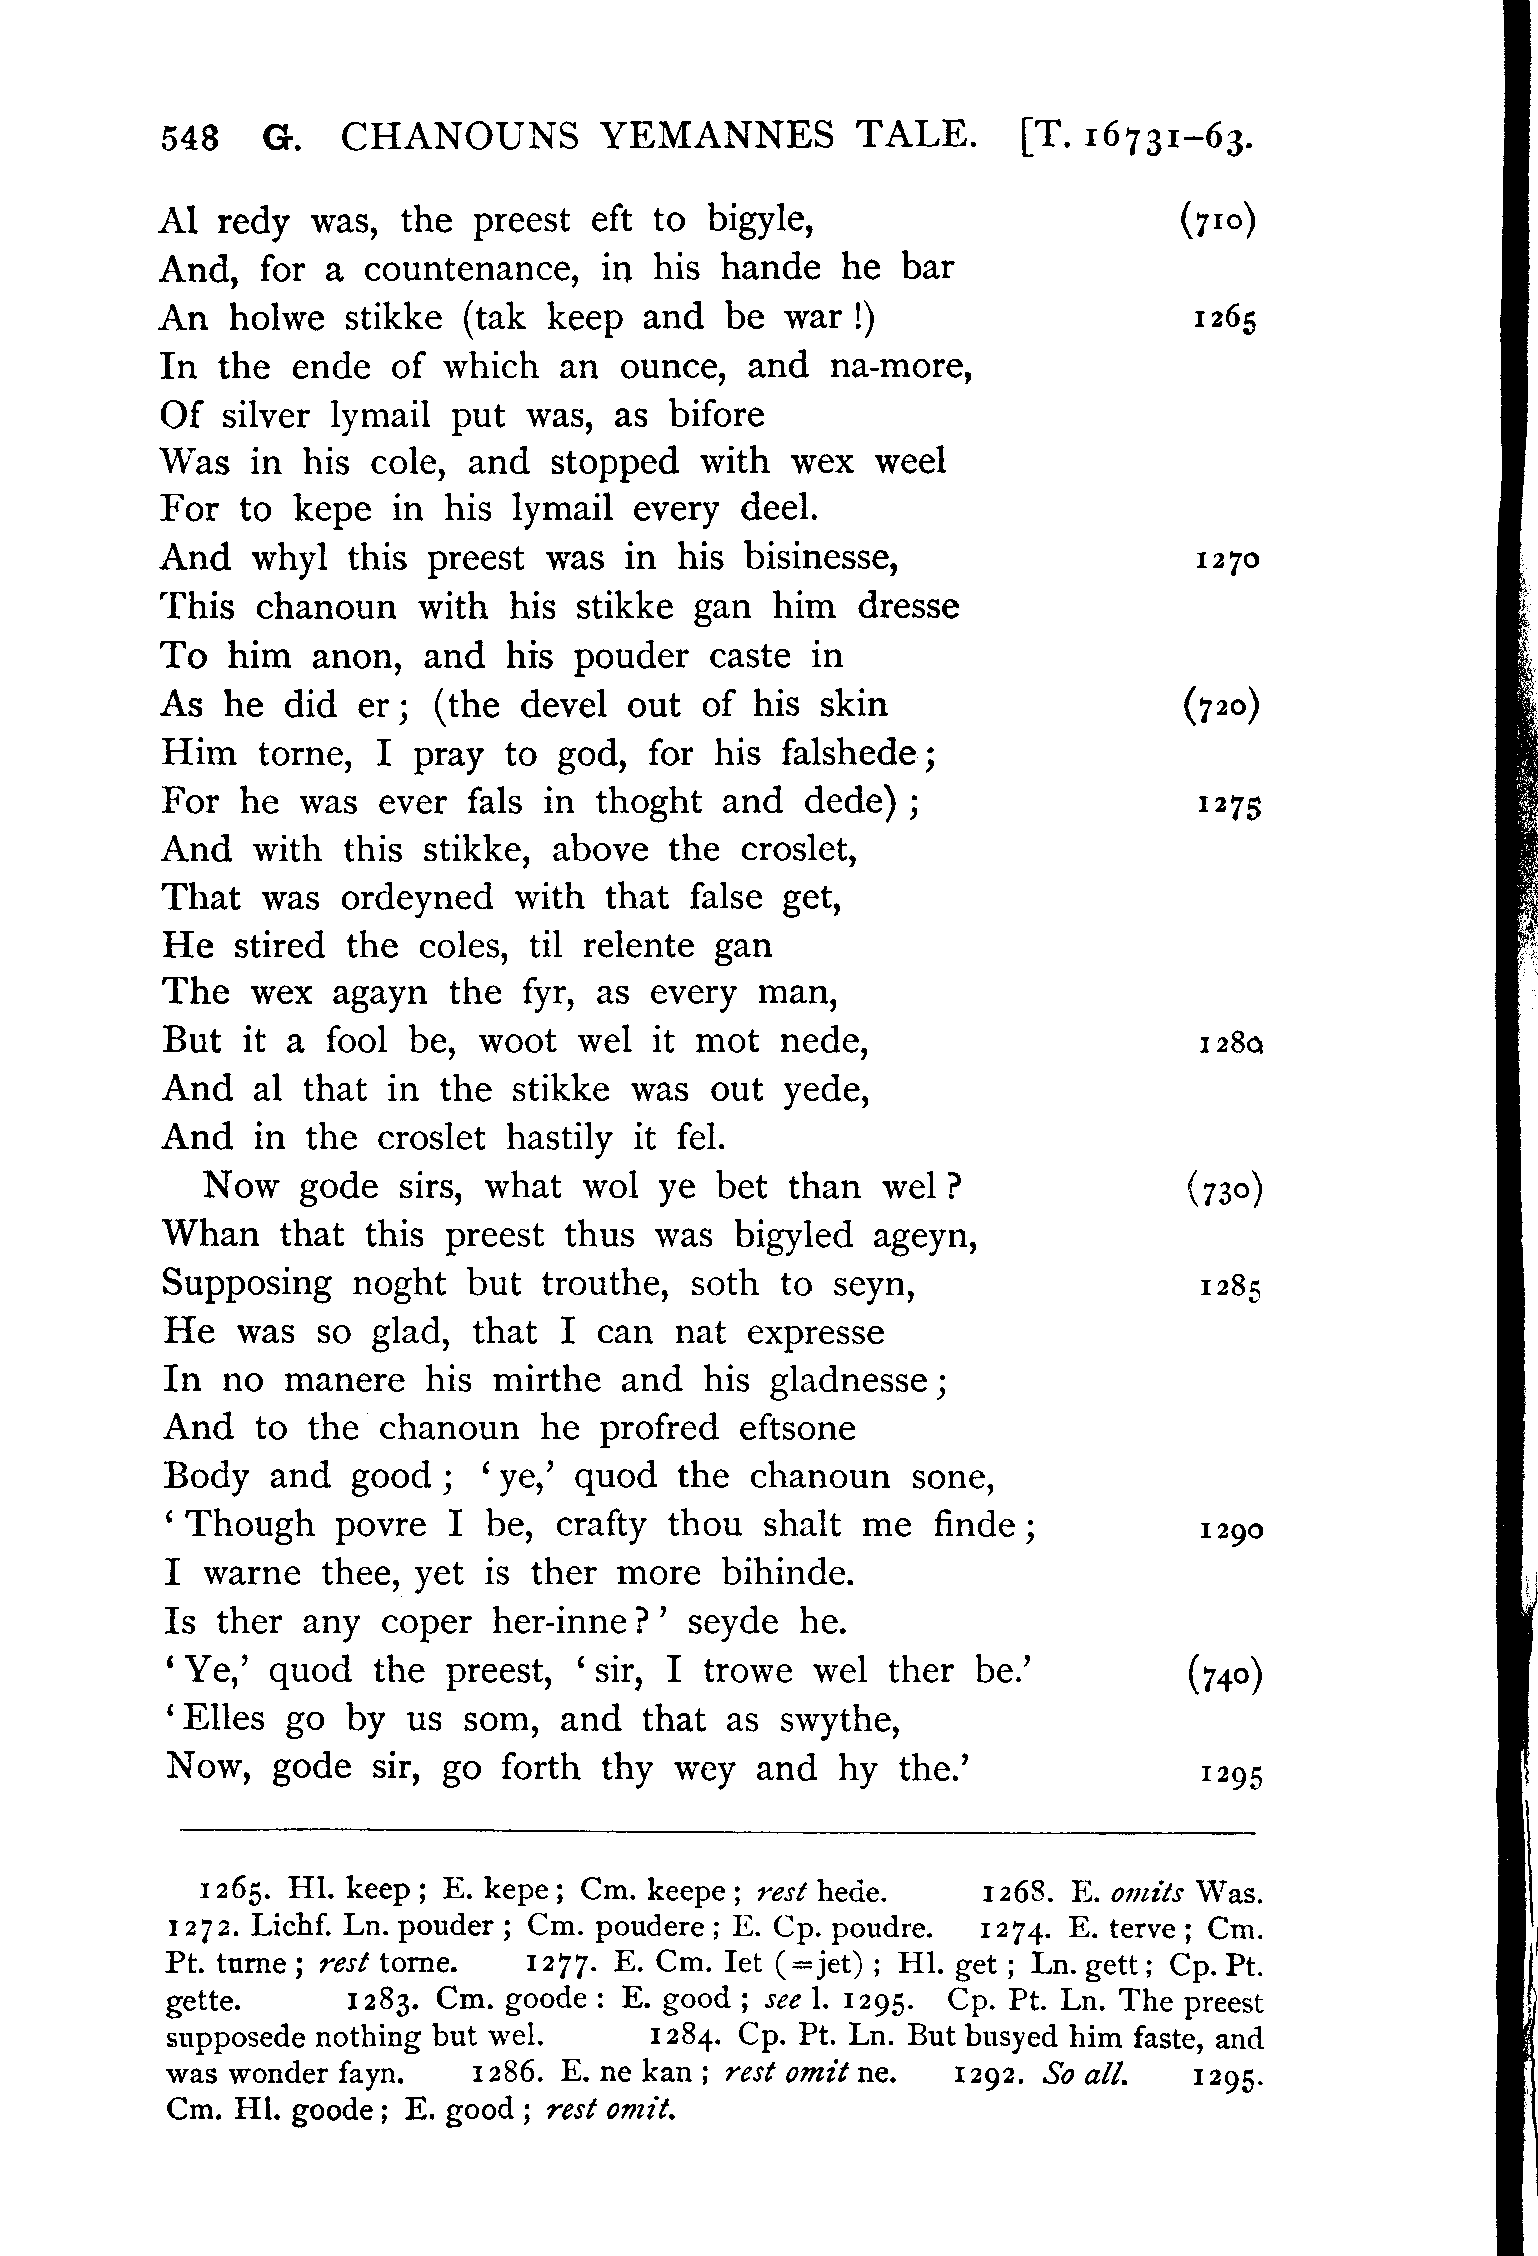 548 G. CHANOUNS YEMANNES TALE. [T. 16731–63.
Al redy was, the preest eft to bigyle, (710)
And, for a countenance, in his hande he bar
An holwe stikke (tak keep and be war!) 1265
In the ende of which an ounce, and na-more,
Of silver lymail put was, as bifore
Was in his cole, and stopped with wex weel
For to kepe in his lymail every deel.
And whyl this preest was in his bisinesse, 1270
This chanoun with his stikke gan him dresse
To him anon, and his pouder caste in
As he did er; (the devel out of his skin (720)
Him torne, I pray to god, for his falshede;
For he was ever fals in thoght and dede); 1275
And with this stikke, above the croslet,
That was ordeyned with that false get,
He stired the coles, til relente gan
The wex agayn the fyr, as every man,
But it a fool be, woot wel it mot nede, 1280
And al that in the stikke was out yede,
And in the croslet hastily it fel.
Now gode sirs, what wol ye bet than wel? (730)
Whan that this preest thus was bigyled ageyn,
Supposing noght but trouthe, soth to seyn, 1285
He was so glad, that I can nat expresse
In no manere his mirthe and his gladnesse;
And to the chanoun he profred eftsone
Body and good; ‘ye,’ quod the chanoun sone,
‘Though povre I be, crafty thou shalt me finde; 1290
I warne thee, yet is ther more bihinde.
Is ther any coper her-inne?’ seyde he.
‘Ye,’ quod the preest, ‘sir, I trowe wel ther be.’ (740)
‘Elles go by us som, and that as swythe,
Now, gode sir, go forth thy wey and hy the.’ 1295
1265. Hl. keep; E. kepe; Cm. keepe; rest hede. 1268. E. omits Was.
1272. Lichf. Ln. pouder; Cm. poudere; E. Cp. poudre. 1274. E. terve; Cm.
Pt. turne; rest torne. 1277. E. Cm. Iet (=jet); Hl. get; Ln. gett; Cp. Pt.
gette. 1283. Cm. goode: E. good; see l. 1295. Cp. Pt. Ln. The preest
supposede nothing but wel. 1284. Cp. Pt. Ln. But busyed him faste, and
was wonder fayn. 1286. E. ne kan; rest omit ne. 1292. So all. 1295.
Cm. Hl. goode; E. good; rest omit.